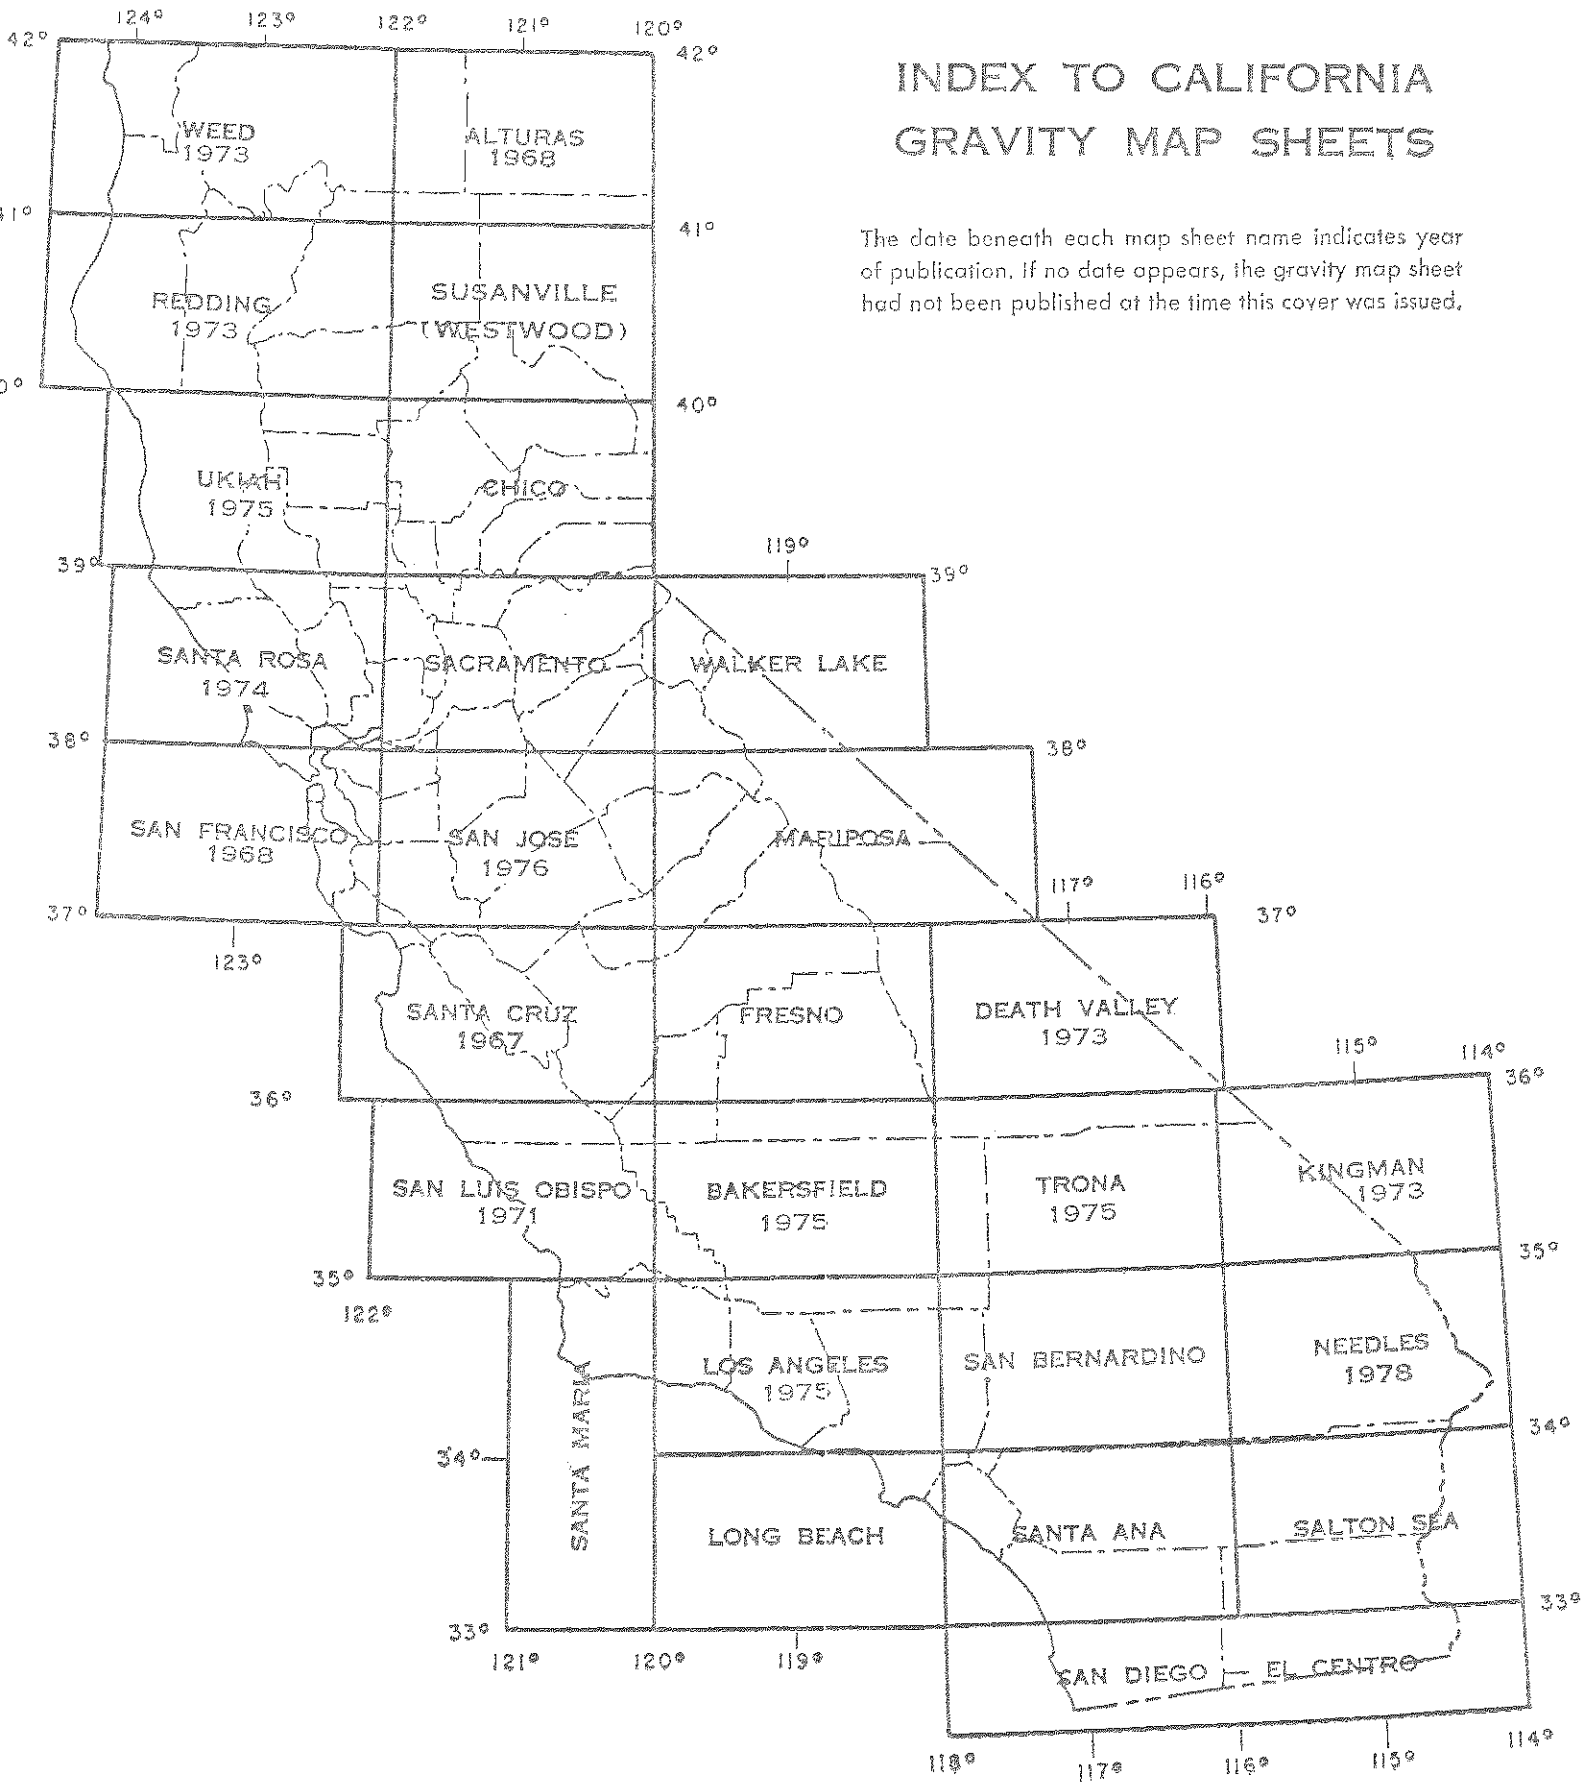 124° 123° 122° 121° 120°
42° 42°
INDEX TO CALIFORNIA
GRAVITY MAP SHEETS
WEED
1973
ALTURAS
1968
41° 41°
The date beneath each map sheet name indicates year
of publication. If no date appears, the gravity map sheet
had not been published at the time this cover was issued.
REDDING
1973
SUSANVILLE
(WESTWOOD)
0° 40°
UKIAH
1975
CHICO
119°
39° 39°
SANTA ROSA
1974
SACRAMENTO
WALKER LAKE
38° 38°
SAN FRANCISCO
1968
SAN JOSE
1976
MARIPOSA
117° 116°
37° 37°
123°
SANTA CRUZ
1967
FRESNO
DEATH VALLEY
1973
115° 114°
36° 36°
SAN LUIS OBISPO
1971
BAKERSFIELD
1975
TRONA
1975
KINGMAN
1973
35° 35°
122°
SANTA MARIA
LOS ANGELES
1975
SAN BERNARDINO
NEEDLES
1978
34° 34°
LONG BEACH
SANTA ANA
SALTON SEA
33° 33°
121° 120° 119°
SAN DIEGO — EL CENTRO
118° 117° 116° 115° 114°